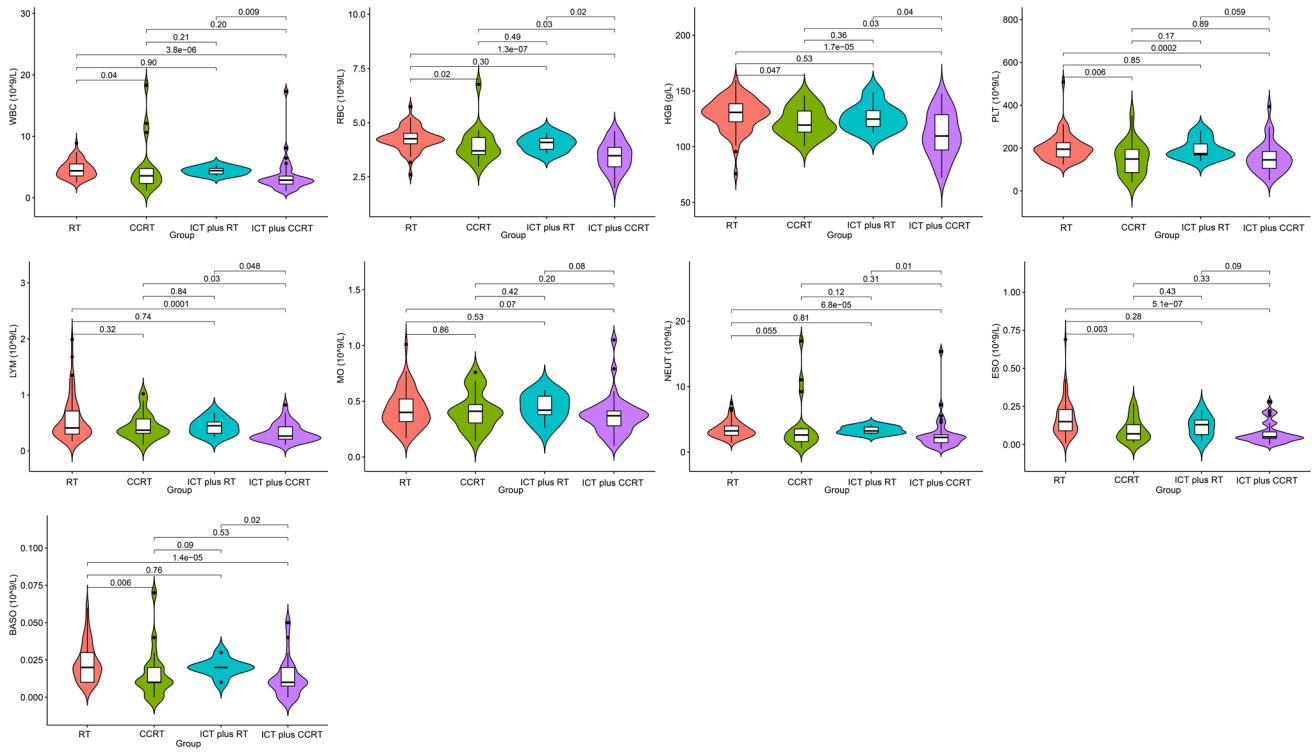 WBC (10^9/L)
30
20
10
0
0.009
0.20
0.21
3.8e−06
0.90
0.04
RT
CCRT
ICT plus RT
ICT plus CCRT
Group
RBC (10^9/L)
10.0
7.5
5.0
2.5
0.02
0.03
0.49
1.3e−07
0.30
0.02
RT
CCRT
ICT plus RT
ICT plus CCRT
Group
HGB (g/L)
200
150
100
50
0.04
0.03
0.36
1.7e−05
0.53
0.047
RT
CCRT
ICT plus RT
ICT plus CCRT
Group
PLT (10^9/L)
800
600
400
200
0
0.059
0.89
0.17
0.0002
0.85
0.006
RT
CCRT
ICT plus RT
ICT plus CCRT
Group
LYM (10^9/L)
3
2
1
0
0.048
0.03
0.84
0.0001
0.74
0.32
RT
CCRT
ICT plus RT
ICT plus CCRT
Group
MO (10^9/L)
1.5
1.0
0.5
0.0
0.08
0.20
0.42
0.07
0.53
0.86
RT
CCRT
ICT plus RT
ICT plus CCRT
Group
NEUT (10^9/L)
20
10
0
0.01
0.31
0.12
6.8e−05
0.81
0.055
RT
CCRT
ICT plus RT
ICT plus CCRT
Group
ESO (10^9/L)
1.00
0.75
0.50
0.25
0.00
0.09
0.33
0.43
5.1e−07
0.28
0.003
RT
CCRT
ICT plus RT
ICT plus CCRT
Group
BASO (10^9/L)
0.100
0.075
0.050
0.025
0.000
0.02
0.53
0.09
1.4e−05
0.76
0.006
RT
CCRT
ICT plus RT
ICT plus CCRT
Group